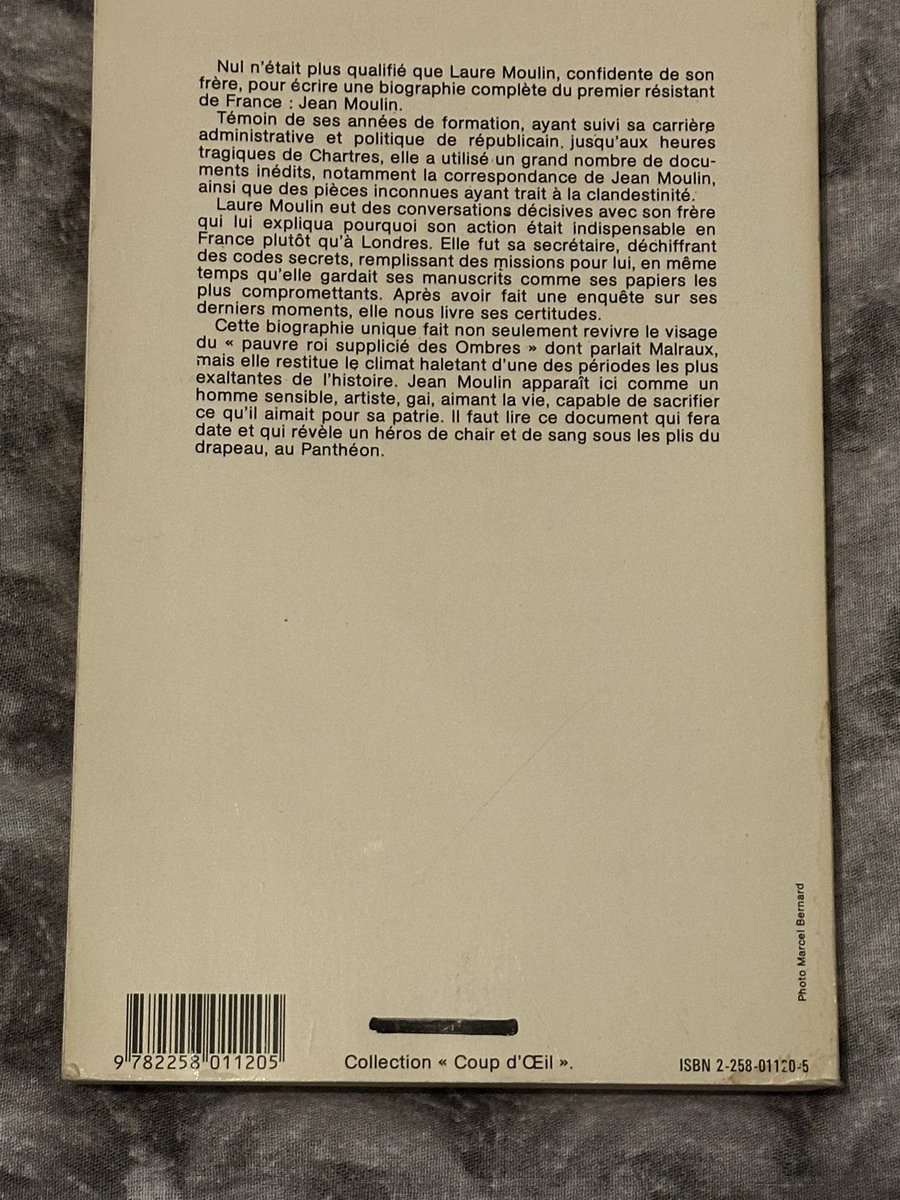 Nul n'était plus qualifié que Laure Moulin, confidente de son
frère, pour écrire une biographie complète du premier résistant
de France : Jean Moulin.
Témoin de ses années de formation, ayant suivi sa carrière
administrative et politique de républicain jusqu'aux heures
tragiques de Chartres, elle a utilisé un grand nombre de docu-
ments inédits, notamment la correspondance de Jean Moulin,
ainsi que des pièces inconnues ayant trait à la clandestinité.
Laure Moulin eut des conversations décisives avec son frère
qui lui expliqua pourquoi son action était indispensable en
France plutôt qu'à Londres. Elle fut sa secrétaire, déchiffrant
des codes secrets, remplissant des missions pour lui, en même
temps qu'elle gardait ses manuscrits comme ses papiers les
plus compromettants. Après avoir fait une enquête sur ses
derniers moments, elle nous livre ses certitudes.
Cette biographie unique fait non seulement revivre le visage
du « pauvre roi supplicié des Ombres » dont parlait Malraux,
mais elle restitue le climat haletant d'une des périodes les plus
exaltantes de l'histoire. Jean Moulin apparaît ici comme un
homme sensible, artiste, gai, aimant la vie, capable de sacrifier
ce qu'il aimait pour sa patrie. Il faut lire ce document qui fera
date et qui révèle un héros de chair et de sang sous les plis du
drapeau, au Panthéon.
Photo Marcel Bernard
9 782258 011205
Collection « Coup d'Œil ».
ISBN 2-258-01120-5